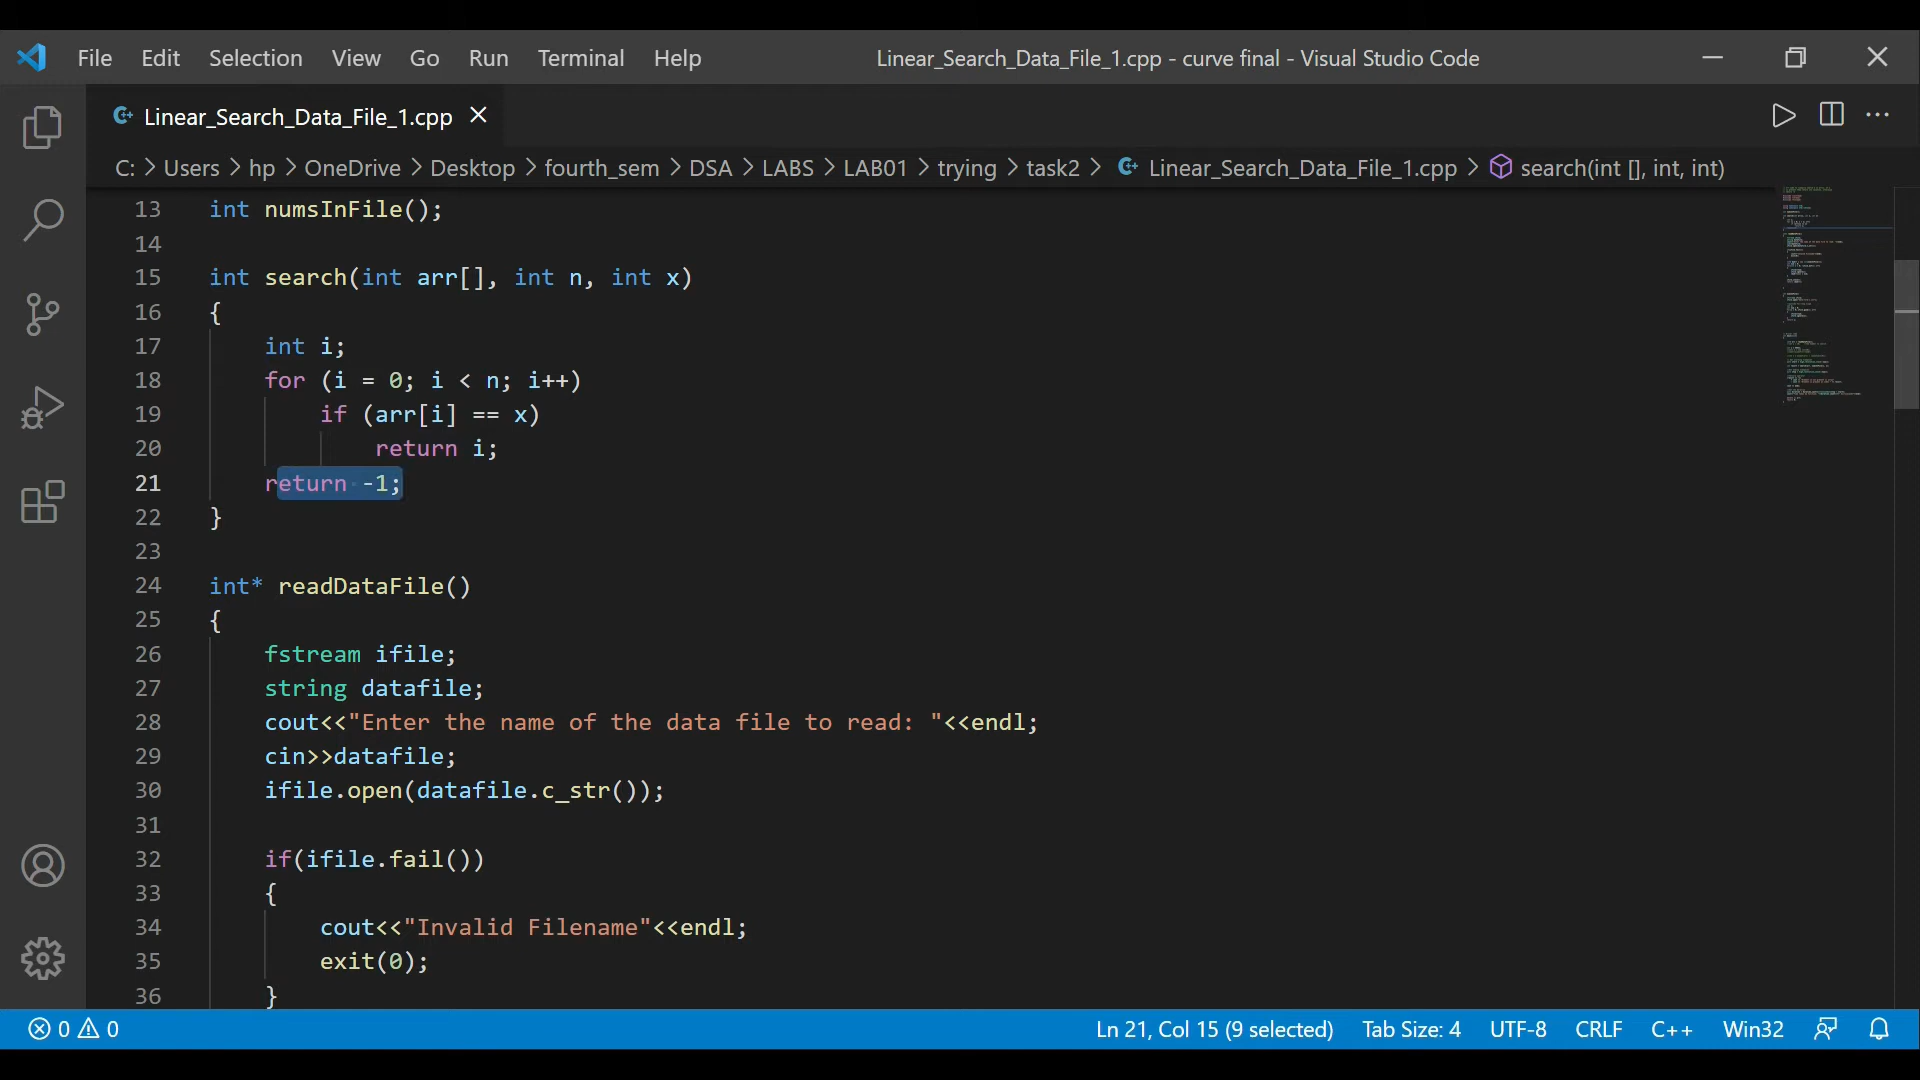 File Edit Selection View Go Run Terminal Help Linear_Search_Data_File_1.cpp - curve final - Visual Studio Code
Linear_Search_Data_File_1.cpp
C: > Users > hp > OneDrive > Desktop > fourth_sem > DSA > LABS > LAB01 > trying > task2 > Linear_Search_Data_File_1.cpp > search(int [], int, int)
13 int numsInFile();
14
15 int search(int arr[], int n, int x)
16 {
17 int i;
18 for (i = 0; i < n; i++)
19 if (arr[i] == x)
20 return i;
21 return -1;
22 }
23
24 int* readDataFile()
25 {
26 fstream ifile;
27 string datafile;
28 cout<<"Enter the name of the data file to read: "<<endl;
29 cin>>datafile;
30 ifile.open(datafile.c_str());
31
32 if(ifile.fail())
33 {
34 cout<<"Invalid Filename"<<endl;
35 exit(0);
36 }
0 0 Ln 21, Col 15 (9 selected) Tab Size: 4 UTF-8 CRLF C++ Win32